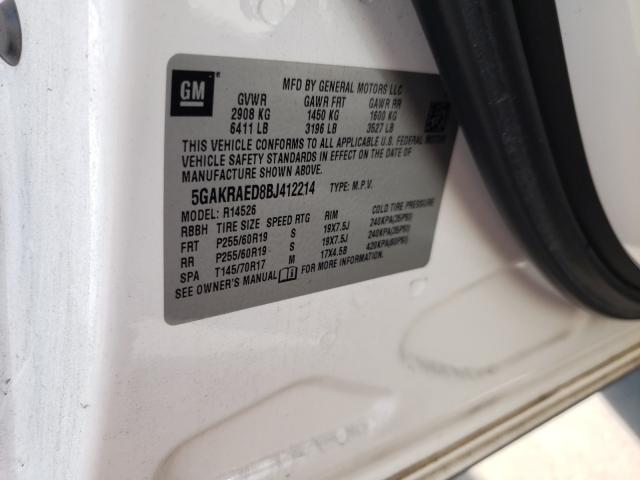 GM
MFD BY GENERAL MOTORS LLC
GVWR GAWR FRT GAWR RR
2908 KG 1450 KG 1600 KG
6411 LB 3196 LB 3527 LB
THIS VEHICLE CONFORMS TO ALL APPLICABLE U.S. FEDERAL MOTOR
VEHICLE SAFETY STANDARDS IN EFFECT ON THE DATE OF
MANUFACTURE SHOWN ABOVE.
5GAKRAED8BJ412214 TYPE: M.P.V.
MODEL: R14526
RBBH TIRE SIZE SPEED RTG RIM COLD TIRE PRESSURE
FRT P255/60R19 S 19X7.5J 240KPA(35PSI)
RR P255/60R19 S 19X7.5J 240KPA(35PSI)
SPA T145/70R17 M 17X4.5B 420KPA(60PSI)
SEE OWNER'S MANUAL FOR MORE INFORMATION.